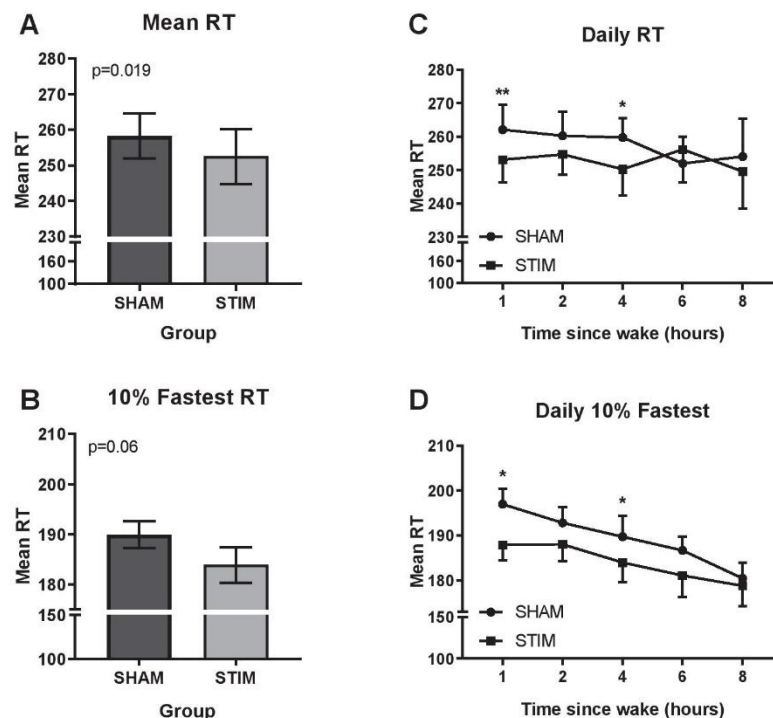 A
Mean RT
p=0.019
Mean RT
280
270
260
250
240
230
160
100
SHAM
STIM
Group
C
Daily RT
Mean RT
280
270
260
250
240
230
160
100
**
*
SHAM
STIM
1
2
4
6
8
Time since wake (hours)
B
10% Fastest RT
p=0.06
Mean RT
210
200
190
180
150
100
SHAM
STIM
Group
D
Daily 10% Fastest
Mean RT
210
200
190
180
150
100
*
*
SHAM
STIM
1
2
4
6
8
Time since wake (hours)